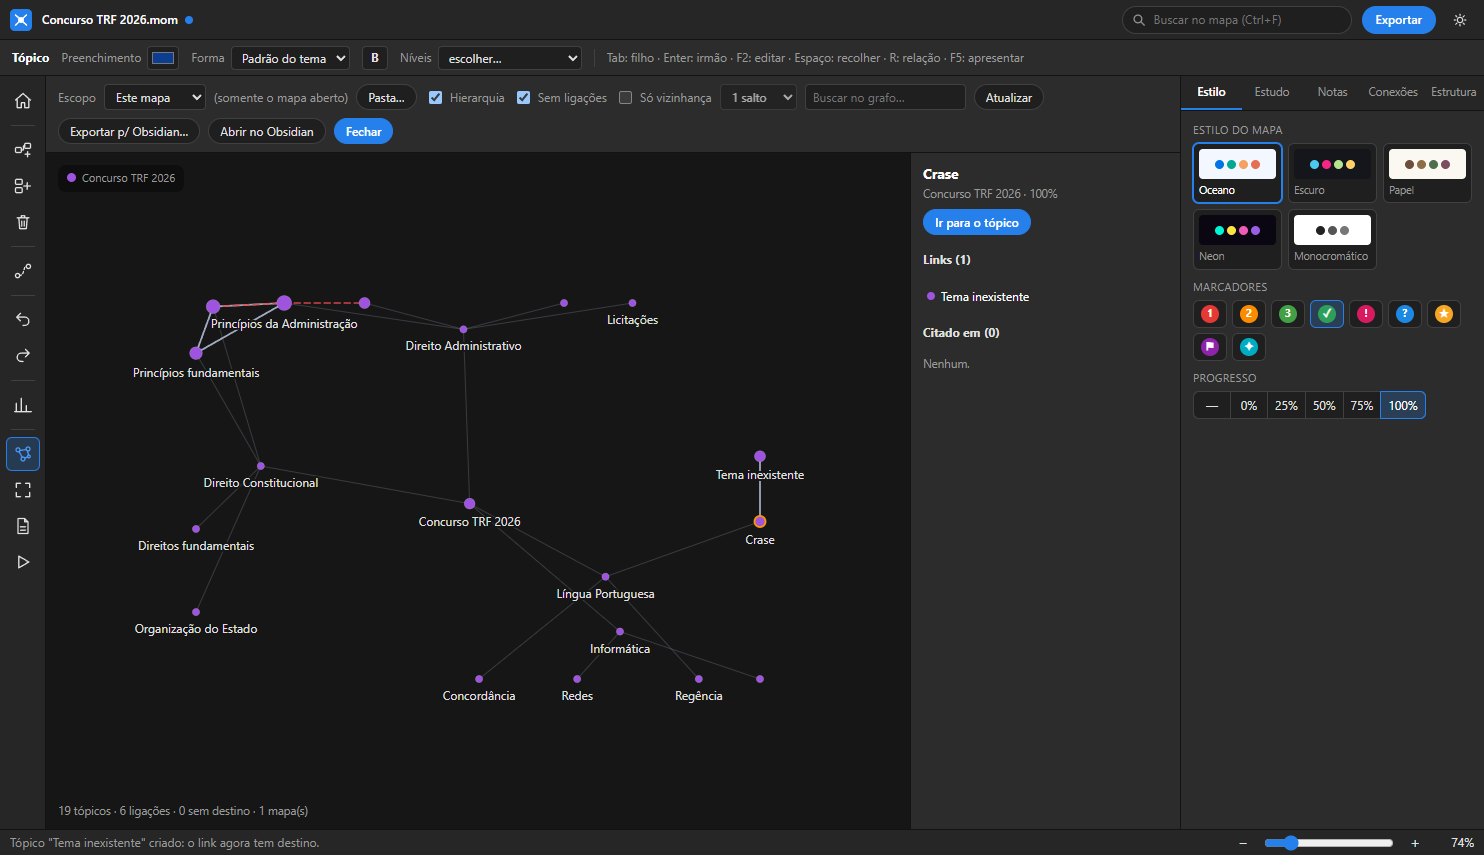 Concurso TRF 2026.mom
Buscar no mapa (Ctrl+F)
Exportar
Tópico Preenchimento Forma Padrão do tema B Níveis escolher... Tab: filho · Enter: irmão · F2: editar · Espaço: recolher · R: relação · F5: apresentar
Escopo Este mapa (somente o mapa aberto) Pasta... Hierarquia Sem ligações Só vizinhança 1 salto Buscar no grafo... Atualizar
Exportar p/ Obsidian... Abrir no Obsidian Fechar
Concurso TRF 2026
Princípios da Administração
Licitações
Direito Administrativo
Princípios fundamentais
Direito Constitucional
Tema inexistente
Concurso TRF 2026
Crase
Direitos fundamentais
Língua Portuguesa
Organização do Estado
Informática
Concordância
Redes
Regência
19 tópicos · 6 ligações · 0 sem destino · 1 mapa(s)
Crase
Concurso TRF 2026 · 100%
Ir para o tópico
Links (1)
Tema inexistente
Citado em (0)
Nenhum.
Estilo Estudo Notas Conexões Estrutura
ESTILO DO MAPA
Oceano Escuro Papel
Neon Monocromático
MARCADORES
1 2 3 ✓ ! ? ★
PROGRESSO
— 0% 25% 50% 75% 100%
Tópico "Tema inexistente" criado: o link agora tem destino.
− + 74%